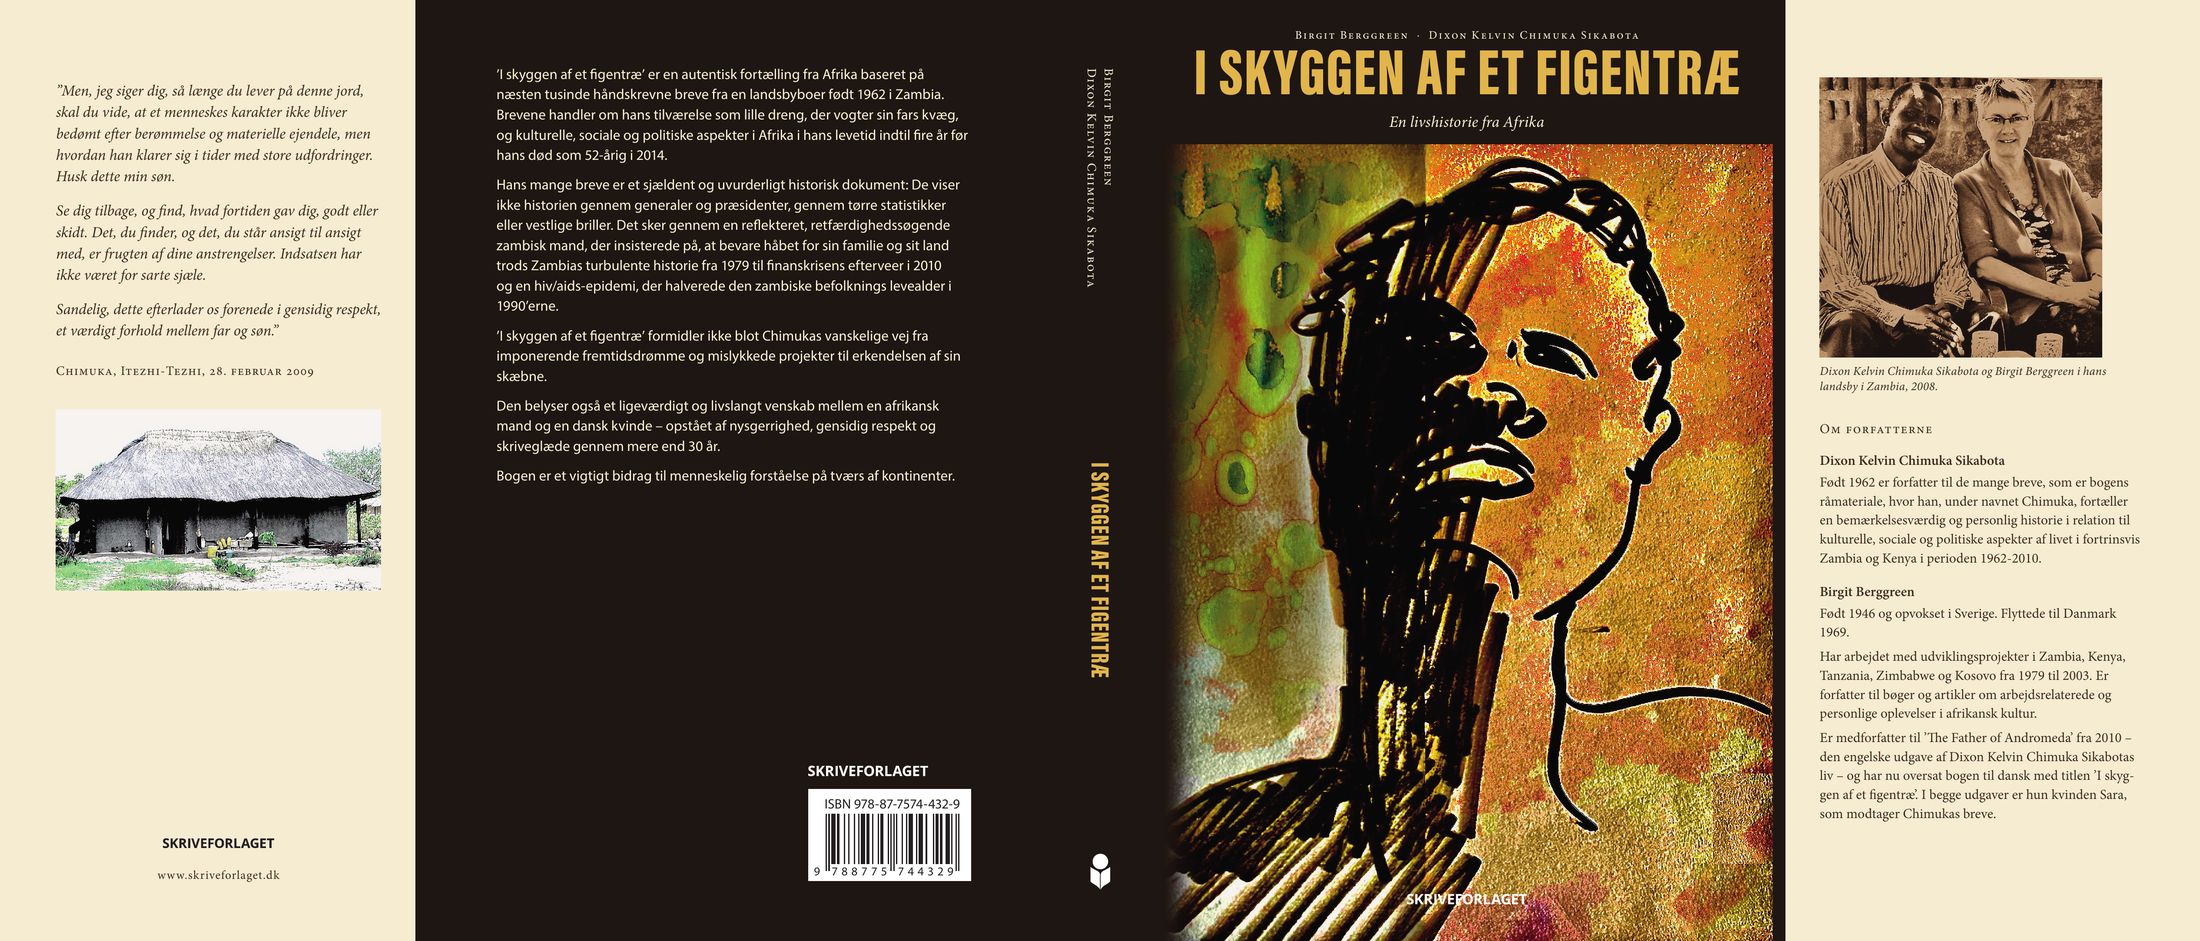 ”Men, jeg siger dig, så længe du lever på denne jord,
skal du vide, at et menneskes karakter ikke bliver
bedømt efter berømmelse og materielle ejendele, men
hvordan han klarer sig i tider med store udfordringer.
Husk dette min søn.
Se dig tilbage, og find, hvad fortiden gav dig, godt eller
skidt. Det, du finder, og det, du står ansigt til ansigt
med, er frugten af dine anstrengelser. Indsatsen har
ikke været for sarte sjæle.
Sandelig, dette efterlader os forenede i gensidig respekt,
et værdigt forhold mellem far og søn.”
Chimuka, Itezhi-Tezhi, 28. februar 2009
SKRIVEFORLAGET
www.skriveforlaget.dk
’I skyggen af et figentræ’ er en autentisk fortælling fra Afrika baseret på
næsten tusinde håndskrevne breve fra en landsbyboer født 1962 i Zambia.
Brevene handler om hans tilværelse som lille dreng, der vogter sin fars kvæg,
og kulturelle, sociale og politiske aspekter i Afrika i hans levetid indtil fire år før
hans død som 52-årig i 2014.
Hans mange breve er et sjældent og uvurderligt historisk dokument: De viser
ikke historien gennem generaler og præsidenter, gennem tørre statistikker
eller vestlige briller. Det sker gennem en reflekteret, retfærdighedssøgende
zambisk mand, der insisterede på, at bevare håbet for sin familie og sit land
trods Zambias turbulente historie fra 1979 til finanskrisens efterveer i 2010
og en hiv/aids-epidemi, der halverede den zambiske befolknings levealder i
1990’erne.
’I skyggen af et figentræ’ formidler ikke blot Chimukas vanskelige vej fra
imponerende fremtidsdrømme og mislykkede projekter til erkendelsen af sin
skæbne.
Den belyser også et ligeværdigt og livslangt venskab mellem en afrikansk
mand og en dansk kvinde – opstået af nysgerrighed, gensidig respekt og
skriveglæde gennem mere end 30 år.
Bogen er et vigtigt bidrag til menneskelig forståelse på tværs af kontinenter.
SKRIVEFORLAGET
ISBN 978-87-7574-432-9
9 788775 744329
Birgit Berggreen
Dixon Kelvin Chimuka Sikabota
I SKYGGEN AF ET FIGENTRÆ
Birgit Berggreen · Dixon Kelvin Chimuka Sikabota
I SKYGGEN AF ET FIGENTRÆ
En livshistorie fra Afrika
SKRIVEFORLAGET
Dixon Kelvin Chimuka Sikabota og Birgit Berggreen i hans
landsby i Zambia, 2008.
Om forfatterne
Dixon Kelvin Chimuka Sikabota
Født 1962 er forfatter til de mange breve, som er bogens
råmateriale, hvor han, under navnet Chimuka, fortæller
en bemærkelsesværdig og personlig historie i relation til
kulturelle, sociale og politiske aspekter af livet i fortrinsvis
Zambia og Kenya i perioden 1962-2010.
Birgit Berggreen
Født 1946 og opvokset i Sverige. Flyttede til Danmark
1969.
Har arbejdet med udviklingsprojekter i Zambia, Kenya,
Tanzania, Zimbabwe og Kosovo fra 1979 til 2003. Er
forfatter til bøger og artikler om arbejdsrelaterede og
personlige oplevelser i afrikansk kultur.
Er medforfatter til ’The Father of Andromeda’ fra 2010 –
den engelske udgave af Dixon Kelvin Chimuka Sikabotas
liv – og har nu oversat bogen til dansk med titlen ’I skyg-
gen af et figentræ’. I begge udgaver er hun kvinden Sara,
som modtager Chimukas breve.